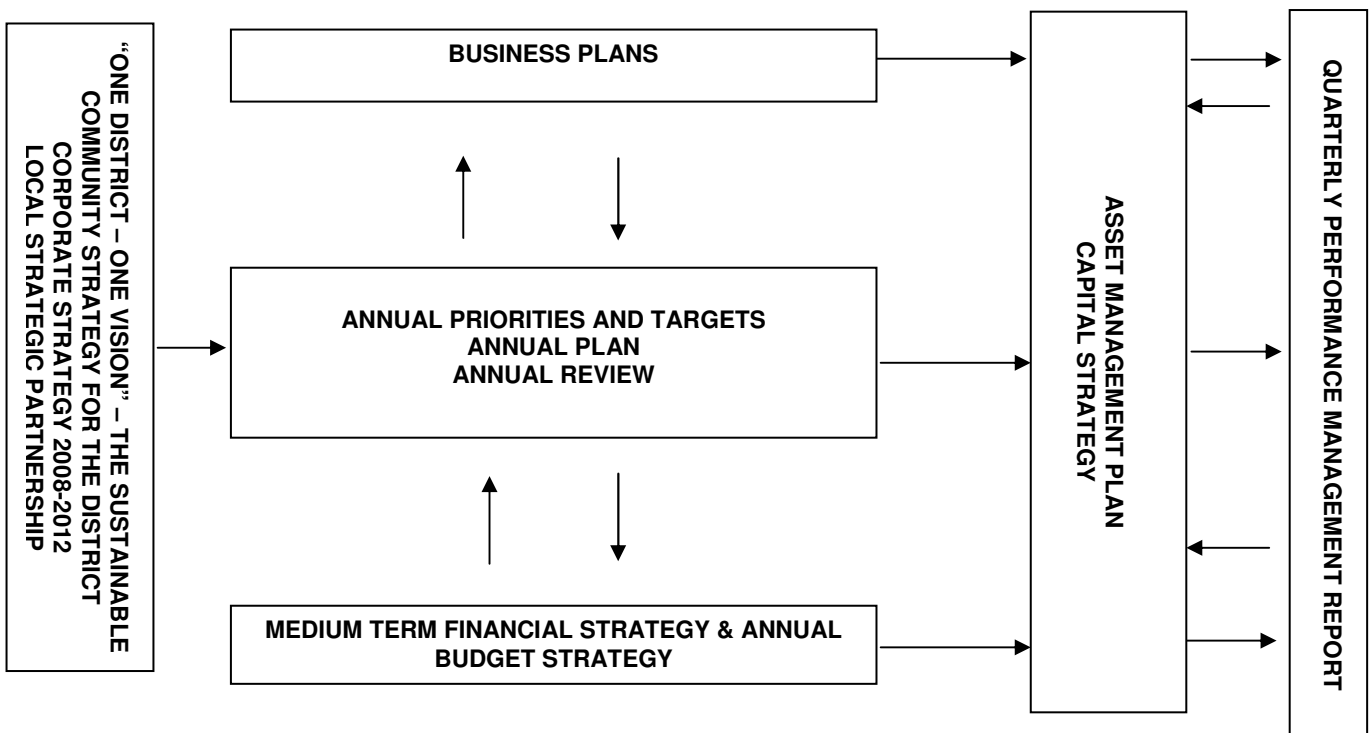 “ONE DISTRICT – ONE VISION” – THE SUSTAINABLE
COMMUNITY STRATEGY FOR THE DISTRICT
CORPORATE STRATEGY 2008-2012
LOCAL STRATEGIC PARTNERSHIP
BUSINESS PLANS
ANNUAL PRIORITIES AND TARGETS
ANNUAL PLAN
ANNUAL REVIEW
MEDIUM TERM FINANCIAL STRATEGY & ANNUAL
BUDGET STRATEGY
ASSET MANAGEMENT PLAN
CAPITAL STRATEGY
QUARTERLY PERFORMANCE MANAGEMENT REPORT